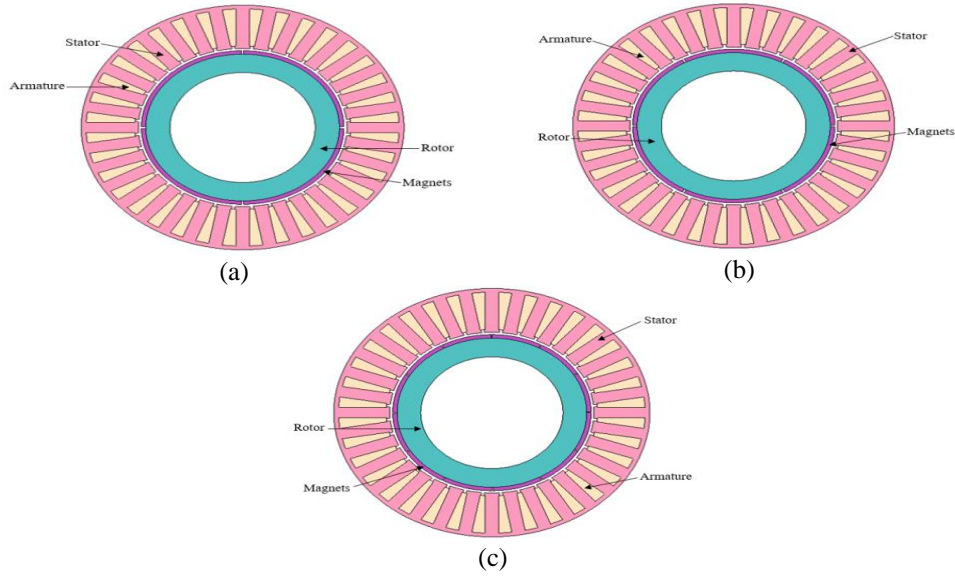 Stator
Armature
Rotor
Magnets
(a)
Armature
Stator
Rotor
Magnets
(b)
Stator
Rotor
Magnets
Armature
(c)